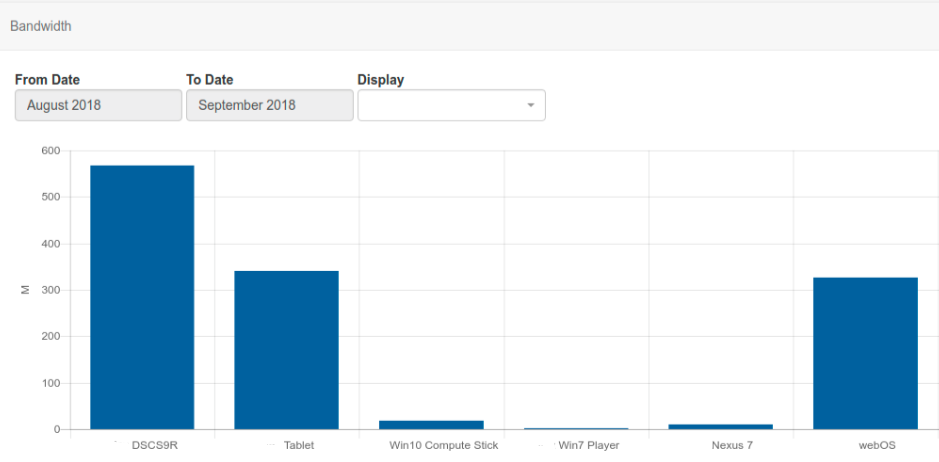 Bandwidth
From Date To Date Display
August 2018 September 2018
600
500
400
M
300
200
100
0
DSCS9R Tablet Win10 Compute Stick Win7 Player Nexus 7 webOS